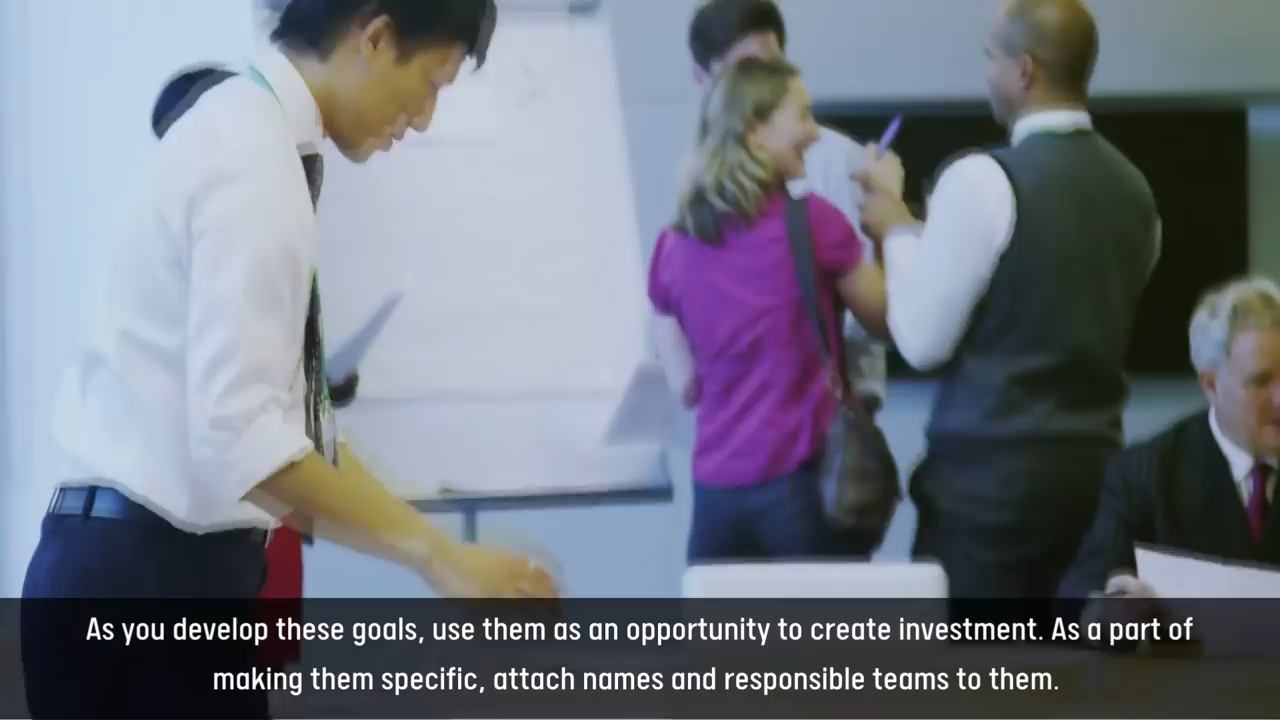 As you develop these goals, use them as an opportunity to create investment. As a part of
making them specific, attach names and responsible teams to them.